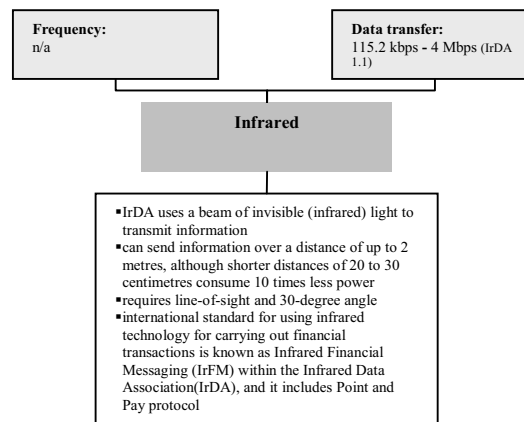 Frequency:
n/a
Data transfer:
115.2 kbps - 4 Mbps (IrDA
1.1)
Infrared
▪IrDA uses a beam of invisible (infrared) light to
transmit information
▪can send information over a distance of up to 2
metres, although shorter distances of 20 to 30
centimetres consume 10 times less power
▪requires line-of-sight and 30-degree angle
▪international standard for using infrared
technology for carrying out financial
transactions is known as Infrared Financial
Messaging (IrFM) within the Infrared Data
Association(IrDA), and it includes Point and
Pay protocol